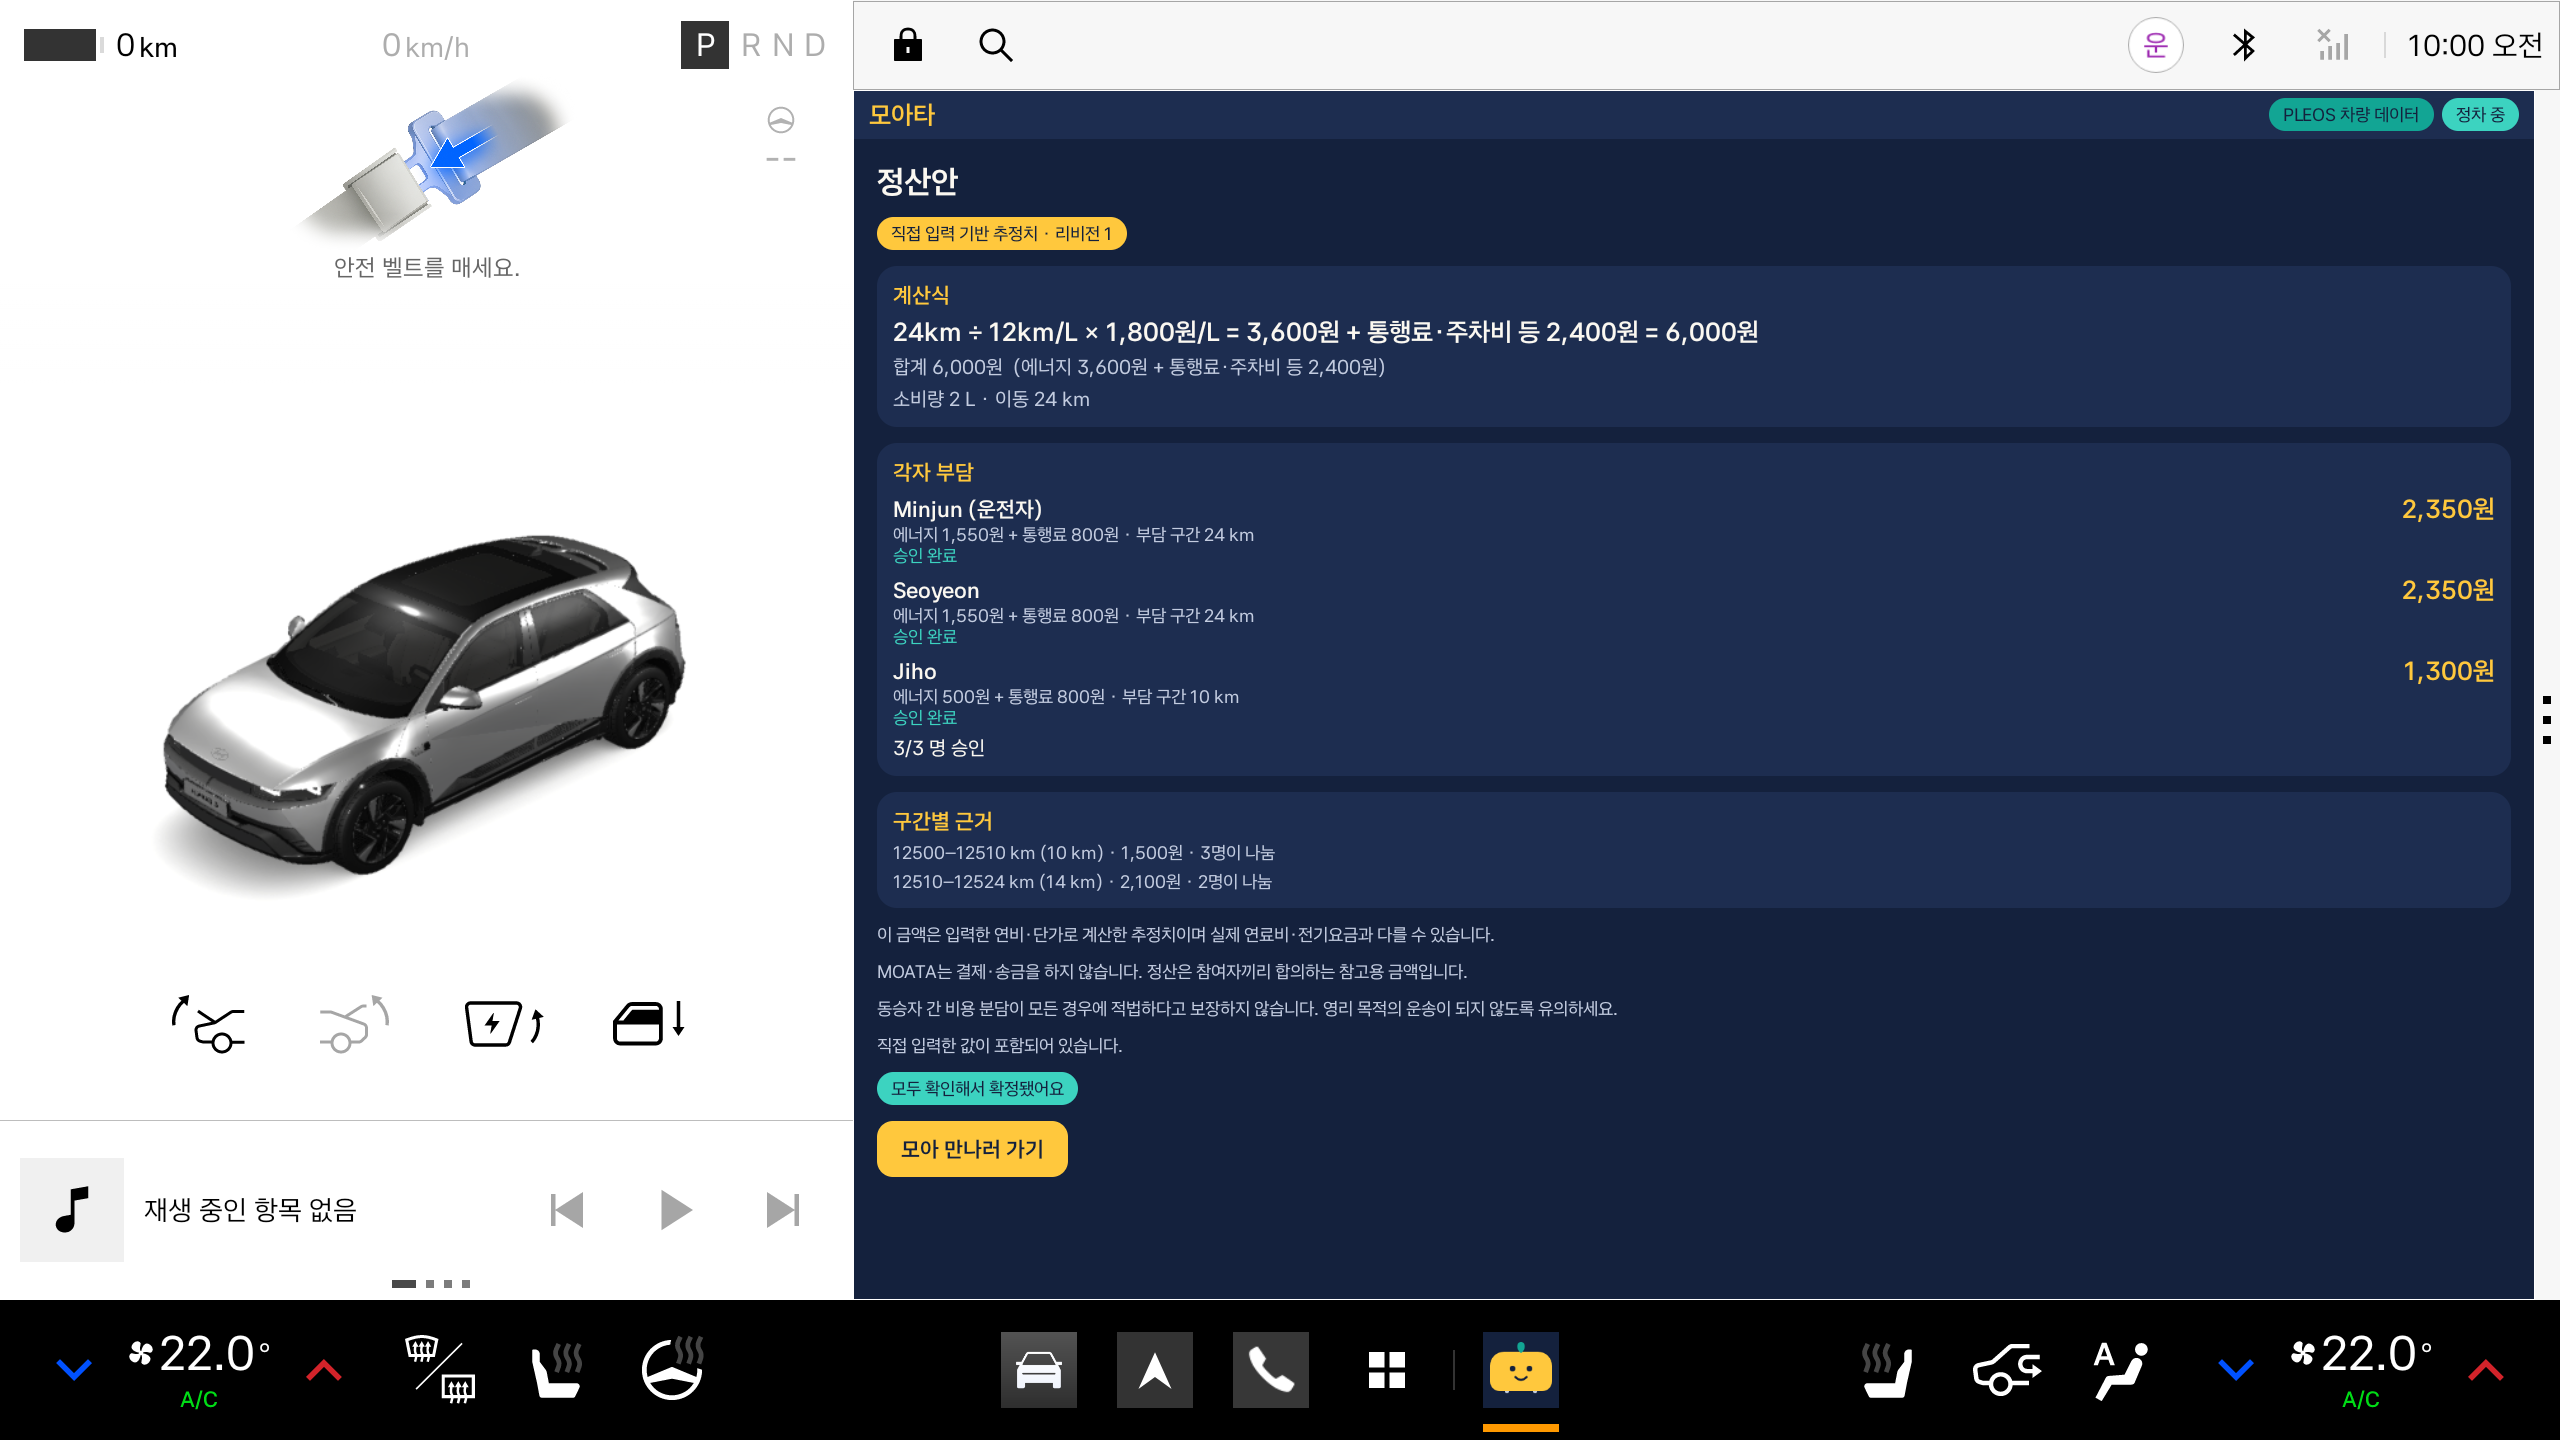 0 km
0 km/h
P R N D
안전 벨트를 매세요.
재생 중인 항목 없음
운
10:00 오전
모아타
PLEOS 차량 데이터
정차 중
정산안
직접 입력 기반 추정치 · 리비전 1
계산식
24km ÷ 12km/L × 1,800원/L = 3,600원 + 통행료·주차비 등 2,400원 = 6,000원
합계 6,000원 (에너지 3,600원 + 통행료·주차비 등 2,400원)
소비량 2 L · 이동 24 km
각자 부담
Minjun (운전자) 2,350원
에너지 1,550원 + 통행료 800원 · 부담 구간 24 km
승인 완료
Seoyeon 2,350원
에너지 1,550원 + 통행료 800원 · 부담 구간 24 km
승인 완료
Jiho 1,300원
에너지 500원 + 통행료 800원 · 부담 구간 10 km
승인 완료
3/3 명 승인
구간별 근거
12500–12510 km (10 km) · 1,500원 · 3명이 나눔
12510–12524 km (14 km) · 2,100원 · 2명이 나눔
이 금액은 입력한 연비·단가로 계산한 추정치이며 실제 연료비·전기요금과 다를 수 있습니다.
MOATA는 결제·송금을 하지 않습니다. 정산은 참여자끼리 합의하는 참고용 금액입니다.
동승자 간 비용 분담이 모든 경우에 적법하다고 보장하지 않습니다. 영리 목적의 운송이 되지 않도록 유의하세요.
직접 입력한 값이 포함되어 있습니다.
모두 확인해서 확정됐어요
모아 만나러 가기
22.0°
A/C
A
22.0°
A/C